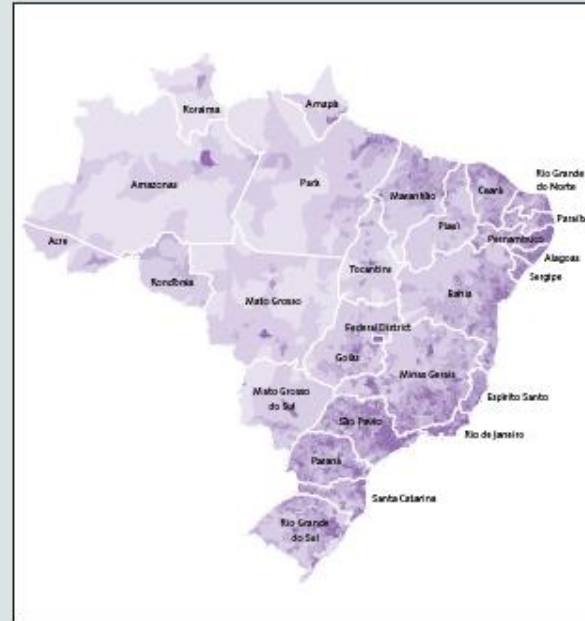 Roraima
Amapá
Amazonas
Pará
Maranhão
Ceará
Rio Grande
do Norte
Paraíb
Piauí
Pernambuco
Alagoas
Sergipe
Acre
Rondônia
Tocantins
Mato Grosso
Bahia
Federal District
Goiás
Minas Gerais
Mato Grosso
do Sul
Espírito Santo
São Paulo
Rio de Janeiro
Paraná
Santa Catarina
Rio Grande
do Sul